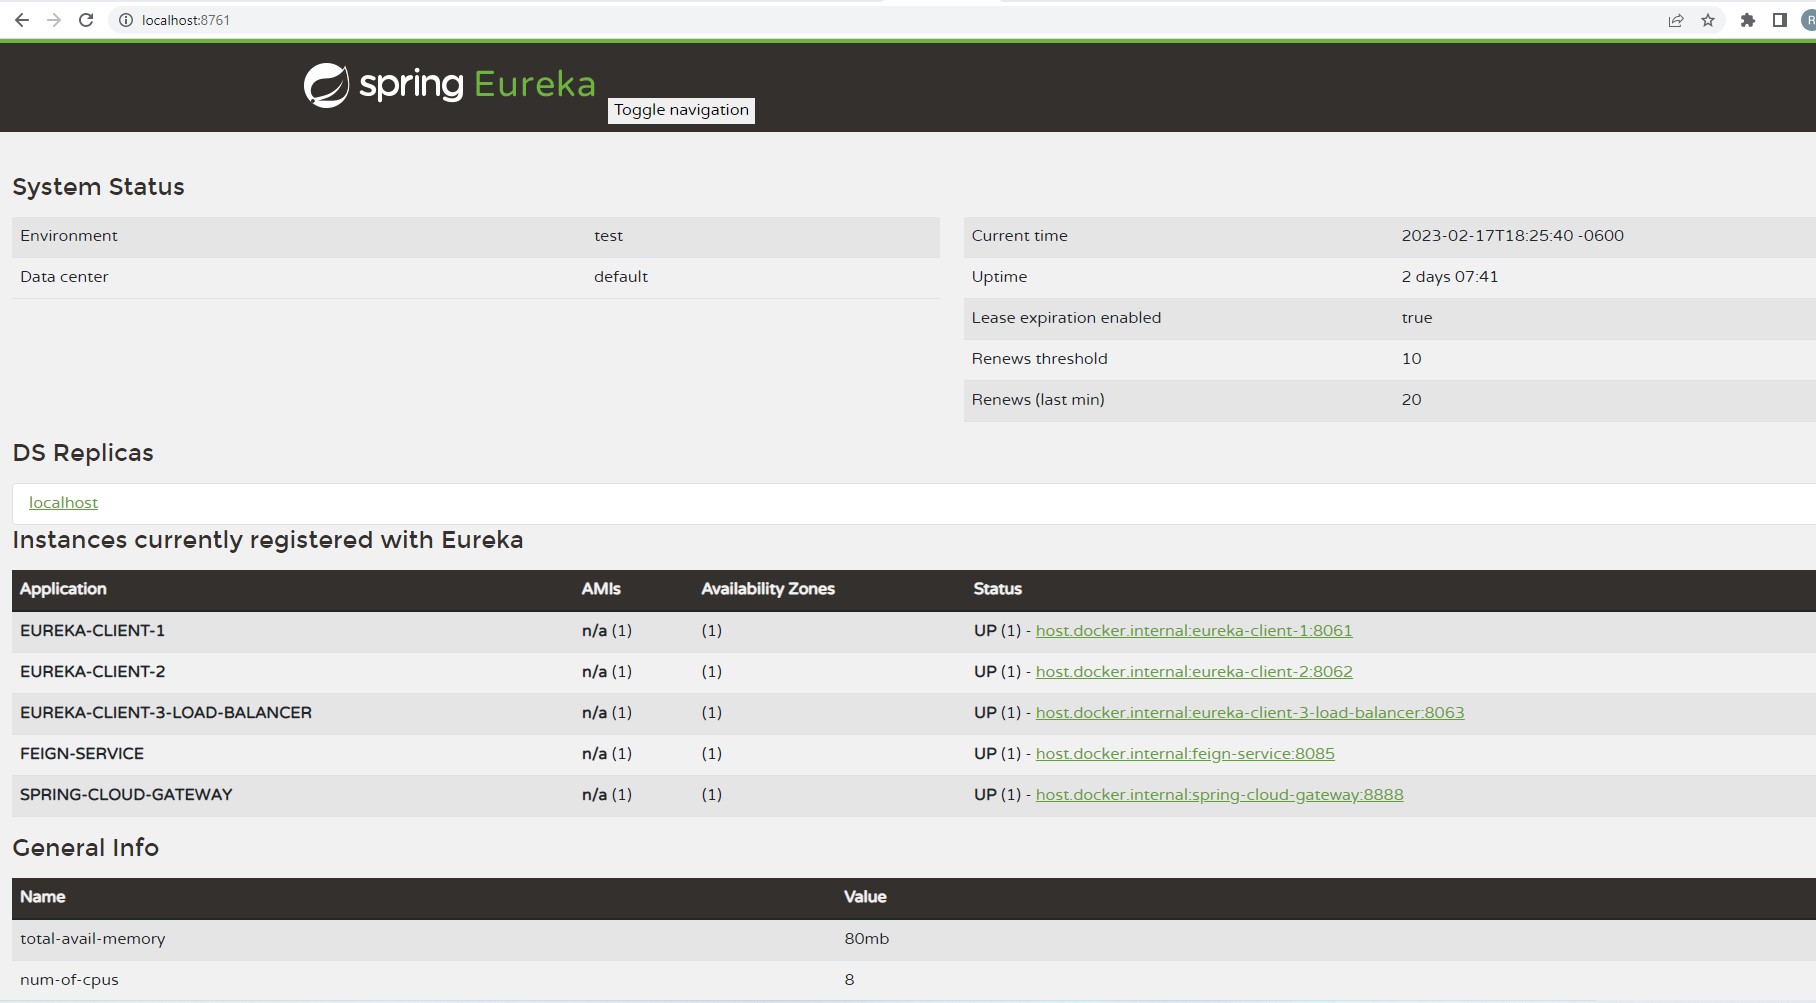 localhost:8761
R
spring Eureka
Toggle navigation
System Status
Environment test
Data center default
Current time 2023-02-17T18:25:40 -0600
Uptime 2 days 07:41
Lease expiration enabled true
Renews threshold 10
Renews (last min) 20
DS Replicas
localhost
Instances currently registered with Eureka
Application AMIs Availability Zones Status
EUREKA-CLIENT-1 n/a (1) (1) UP (1) - host.docker.internal:eureka-client-1:8061
EUREKA-CLIENT-2 n/a (1) (1) UP (1) - host.docker.internal:eureka-client-2:8062
EUREKA-CLIENT-3-LOAD-BALANCER n/a (1) (1) UP (1) - host.docker.internal:eureka-client-3-load-balancer:8063
FEIGN-SERVICE n/a (1) (1) UP (1) - host.docker.internal:feign-service:8085
SPRING-CLOUD-GATEWAY n/a (1) (1) UP (1) - host.docker.internal:spring-cloud-gateway:8888
General Info
Name Value
total-avail-memory 80mb
num-of-cpus 8